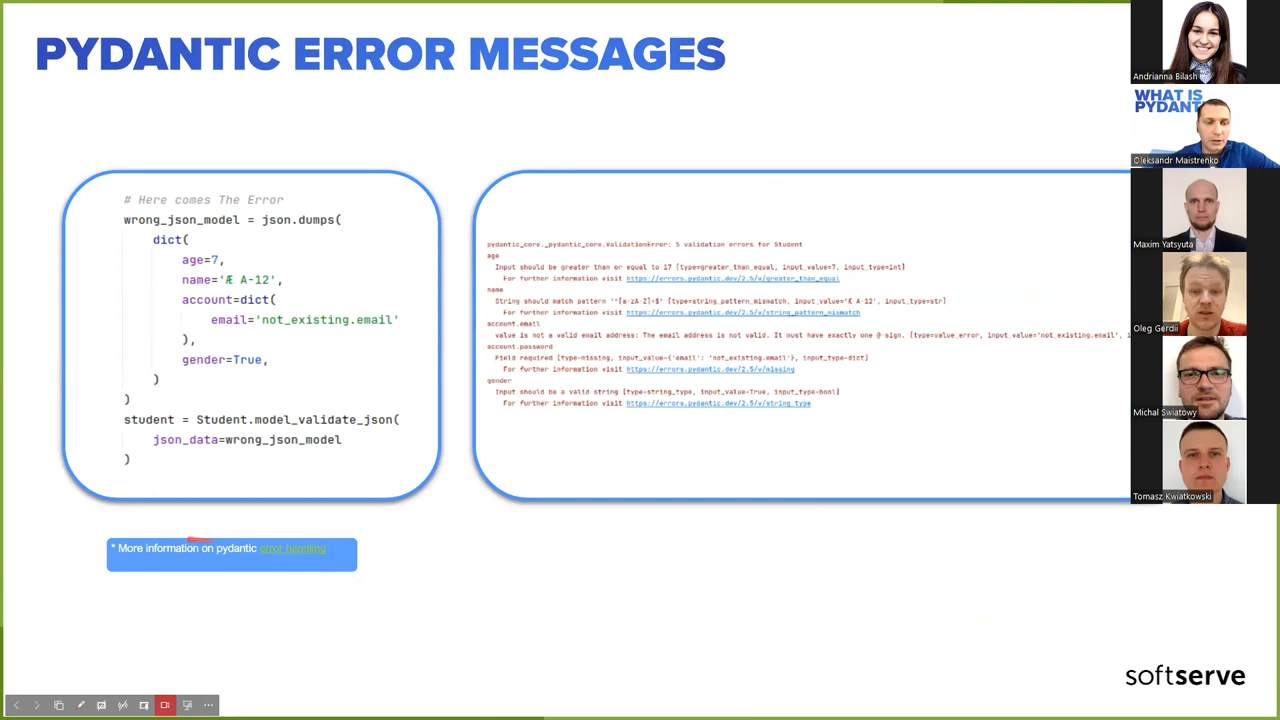 PYDANTIC ERROR MESSAGES
# Here comes The Error
wrong_json_model = json.dumps(
dict(
age=7,
name='Æ A-12',
account=dict(
email='not_existing.email'
),
gender=True,
)
)
student = Student.model_validate_json(
json_data=wrong_json_model
)
pydantic_core._pydantic_core.ValidationError: 5 validation errors for Student
age
Input should be greater than or equal to 17 [type=greater_than_equal, input_value=7, input_type=int]
For further information visit https://errors.pydantic.dev/2.5/v/greater_than_equal
name
String should match pattern '^[a-zA-Z]+$' [type=string_pattern_mismatch, input_value='Æ A-12', input_type=str]
For further information visit https://errors.pydantic.dev/2.5/v/string_pattern_mismatch
account.email
value is not a valid email address: The email address is not valid. It must have exactly one @-sign. [type=value_error, input_value='not_existing.email',
account.password
Field required [type=missing, input_value={'email': 'not_existing.email'}, input_type=dict]
For further information visit https://errors.pydantic.dev/2.5/v/missing
gender
Input should be a valid string [type=string_type, input_value=True, input_type=bool]
For further information visit https://errors.pydantic.dev/2.5/v/string_type
* More information on pydantic error handling
softserve
Andrianna Bilash
WHAT IS
PYDANT
Oleksandr Maistrenko
Maxim Yatsyuta
Oleg Gerdii
Michal Swiatowy
Tomasz Kwiatkowski